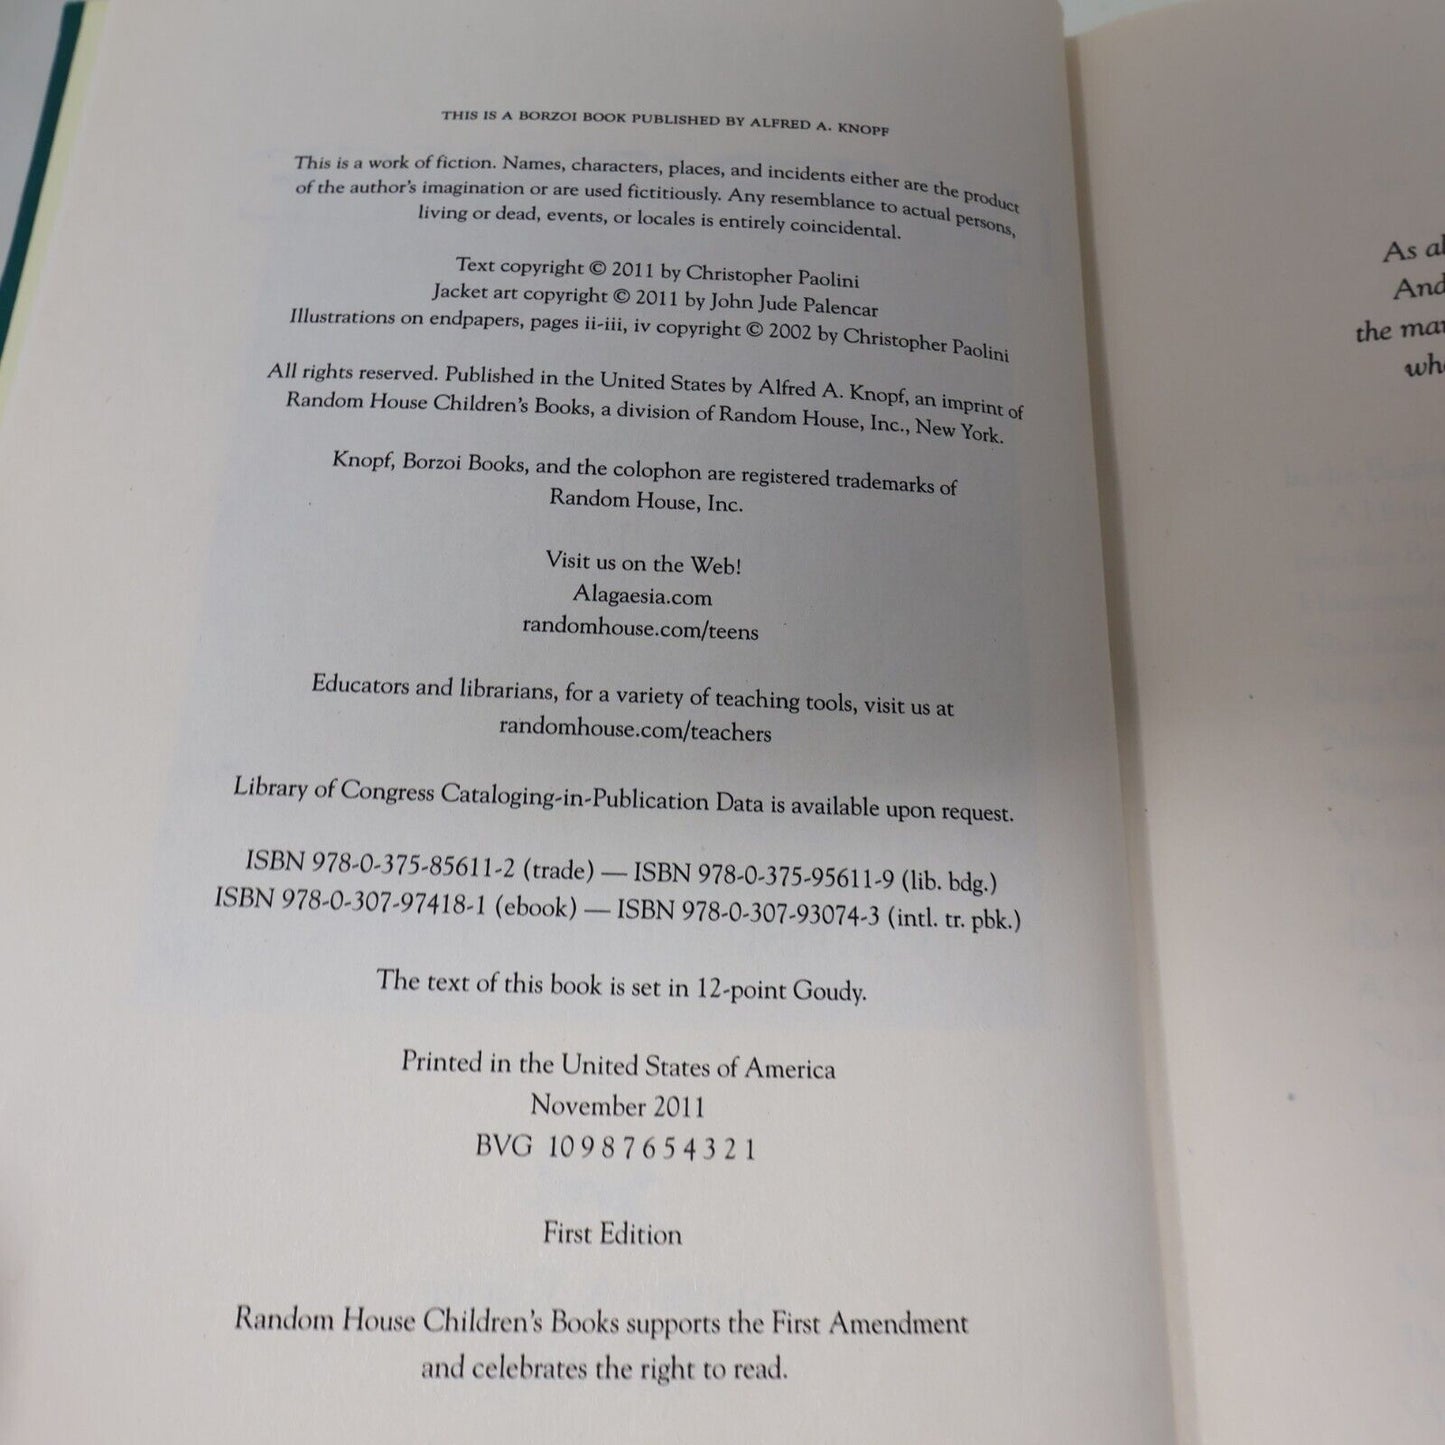 THIS IS A BORZOI BOOK PUBLISHED BY ALFRED A. KNOPF
This is a work of fiction. Names, characters, places, and incidents either are the product
of the author's imagination or are used fictitiously. Any resemblance to actual persons,
living or dead, events, or locales is entirely coincidental.
Text copyright © 2011 by Christopher Paolini
Jacket art copyright © 2011 by John Jude Palencar
Illustrations on endpapers, pages ii-iii, iv copyright © 2002 by Christopher Paolini
All rights reserved. Published in the United States by Alfred A. Knopf, an imprint of
Random House Children's Books, a division of Random House, Inc., New York.
Knopf, Borzoi Books, and the colophon are registered trademarks of
Random House, Inc.
Visit us on the Web!
Alagaesia.com
randomhouse.com/teens
Educators and librarians, for a variety of teaching tools, visit us at
randomhouse.com/teachers
Library of Congress Cataloging-in-Publication Data is available upon request.
ISBN 978-0-375-85611-2 (trade) — ISBN 978-0-375-95611-9 (lib. bdg.)
ISBN 978-0-307-97418-1 (ebook) — ISBN 978-0-307-93074-3 (intl. tr. pbk.)
The text of this book is set in 12-point Goudy.
Printed in the United States of America
November 2011
BVG 10 9 8 7 6 5 4 3 2 1
First Edition
Random House Children's Books supports the First Amendment
and celebrates the right to read.
As
And
the